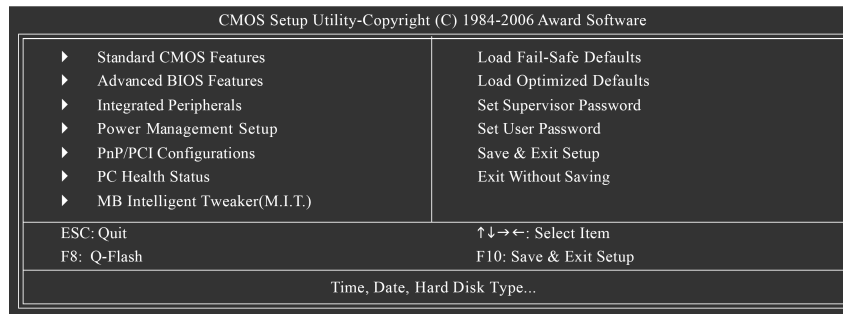 CMOS Setup Utility-Copyright (C) 1984-2006 Award Software
Standard CMOS Features
Advanced BIOS Features
Integrated Peripherals
Power Management Setup
PnP/PCI Configurations
PC Health Status
MB Intelligent Tweaker(M.I.T.)
Load Fail-Safe Defaults
Load Optimized Defaults
Set Supervisor Password
Set User Password
Save & Exit Setup
Exit Without Saving
ESC: Quit
↑↓→←: Select Item
F8: Q-Flash
F10: Save & Exit Setup
Time, Date, Hard Disk Type...